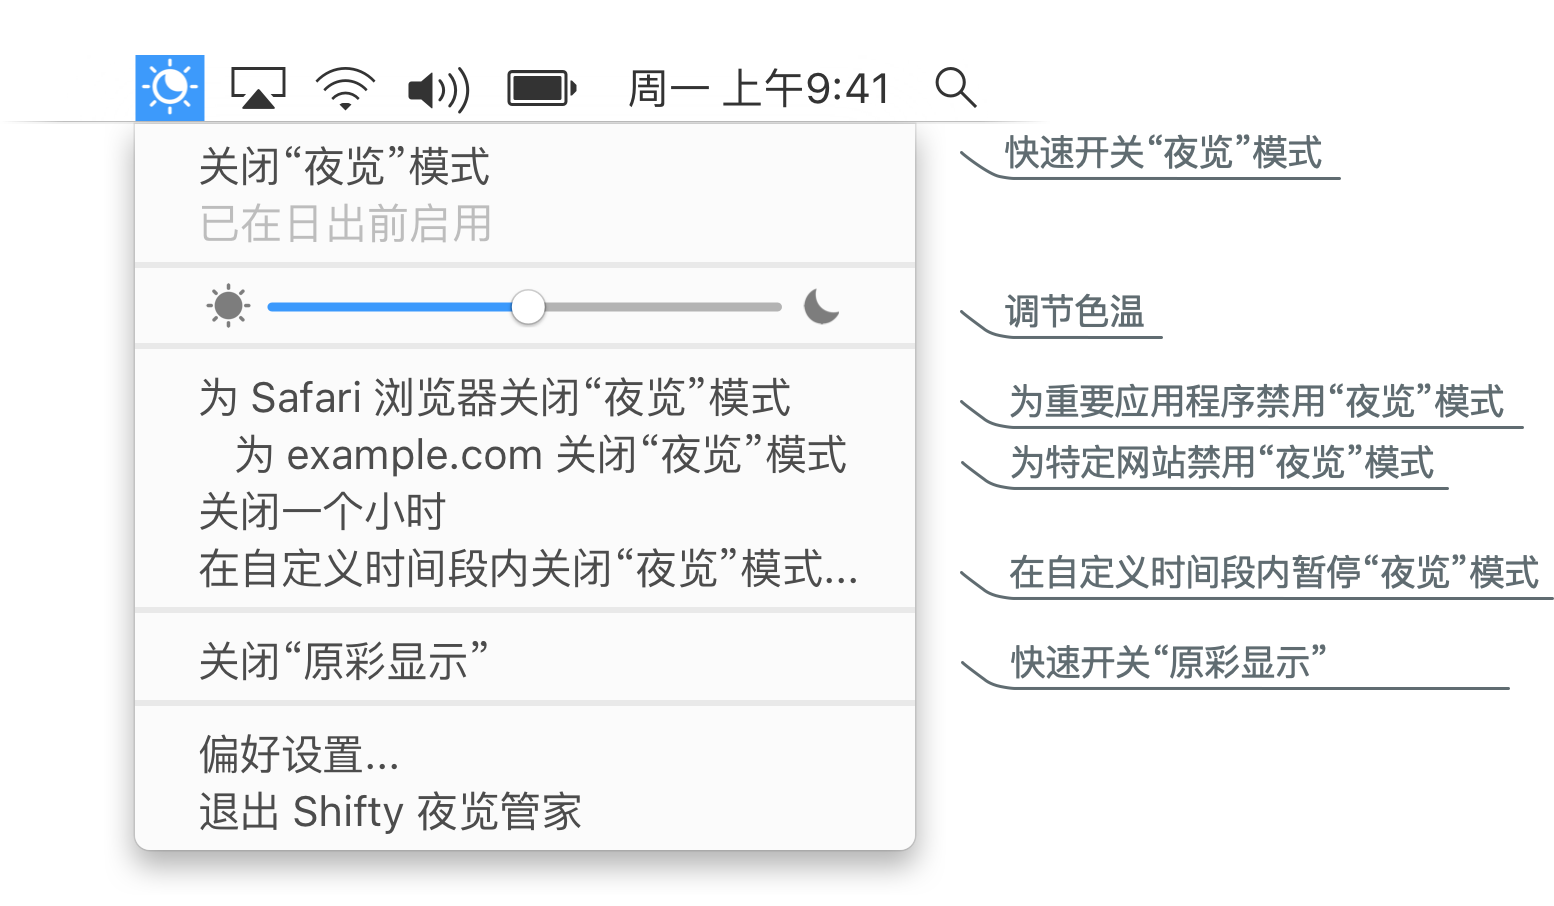 周一 上午9:41
关闭“夜览”模式
已在日出前启用
为 Safari 浏览器关闭“夜览”模式
为 example.com 关闭“夜览”模式
关闭一个小时
在自定义时间段内关闭“夜览”模式...
关闭“原彩显示”
偏好设置...
退出 Shifty 夜览管家
快速开关“夜览”模式
调节色温
为重要应用程序禁用“夜览”模式
为特定网站禁用“夜览”模式
在自定义时间段内暂停“夜览”模式
快速开关“原彩显示”